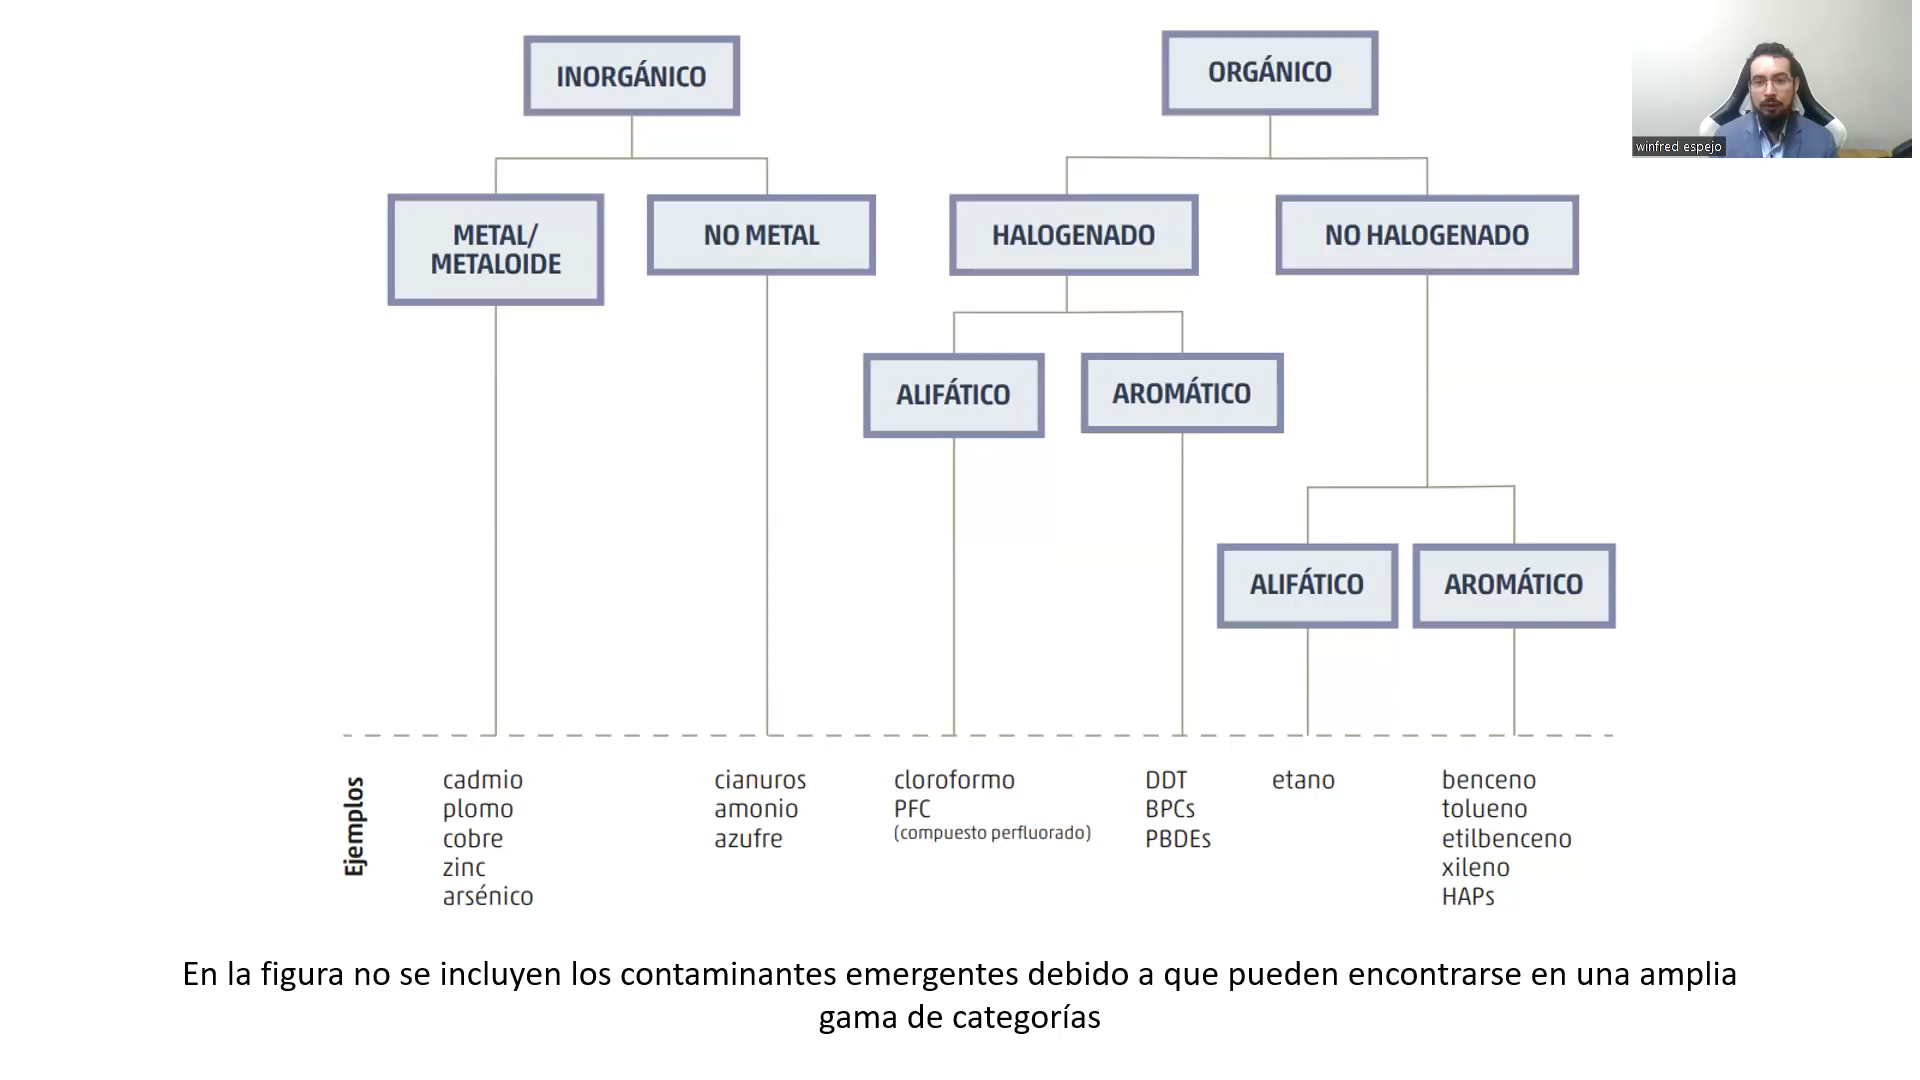 INORGÁNICO
ORGÁNICO
winfred espejo
METAL/
METALOIDE
NO METAL
HALOGENADO
NO HALOGENADO
ALIFÁTICO
AROMÁTICO
ALIFÁTICO
AROMÁTICO
Ejemplos
cadmio
plomo
cobre
zinc
arsénico
cianuros
amonio
azufre
cloroformo
PFC
(compuesto perfluorado)
DDT
BPCs
PBDEs
etano
benceno
tolueno
etilbenceno
xileno
HAPs
En la figura no se incluyen los contaminantes emergentes debido a que pueden encontrarse en una amplia
gama de categorías